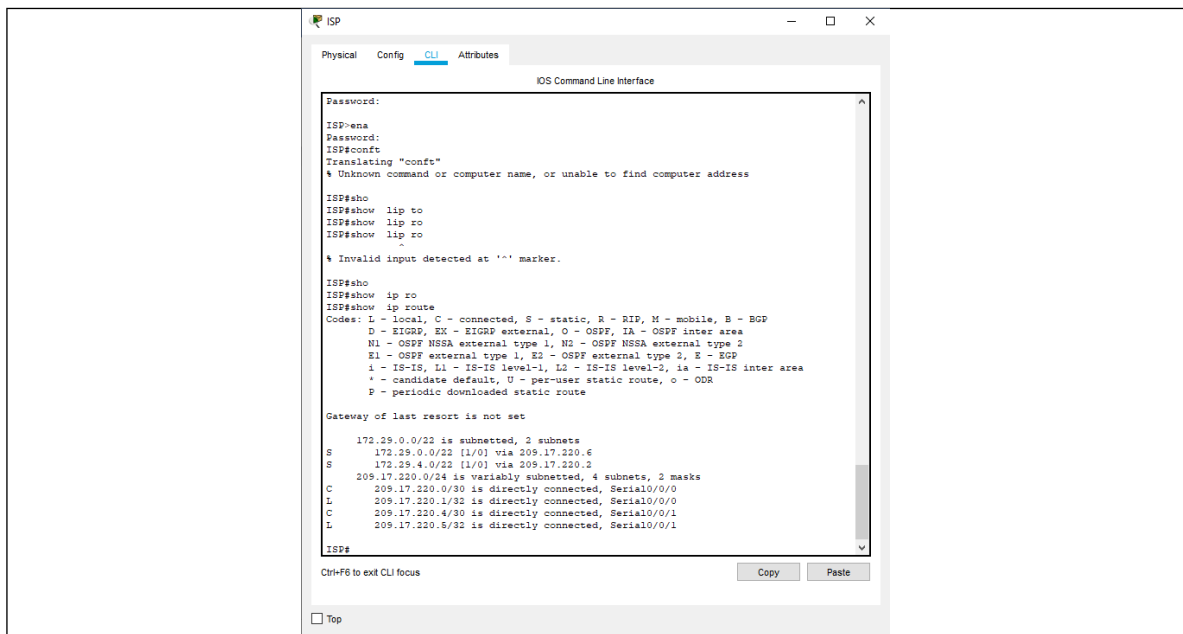 ISP
Physical Config CLI Attributes
IOS Command Line Interface
Password:
ISP>ena
Password:
ISP#conft
Translating "conft"
% Unknown command or computer name, or unable to find computer address
ISP#sho
ISP#show  lip to
ISP#show  lip ro
ISP#show  lip ro
^
% Invalid input detected at '^' marker.
ISP#sho
ISP#show  ip ro
ISP#show  ip route
Codes: L - local, C - connected, S - static, R - RIP, M - mobile, B - BGP
D - EIGRP, EX - EIGRP external, O - OSPF, IA - OSPF inter area
N1 - OSPF NSSA external type 1, N2 - OSPF NSSA external type 2
E1 - OSPF external type 1, E2 - OSPF external type 2, E - EGP
i - IS-IS, L1 - IS-IS level-1, L2 - IS-IS level-2, ia - IS-IS inter area
* - candidate default, U - per-user static route, o - ODR
P - periodic downloaded static route
Gateway of last resort is not set
172.29.0.0/22 is subnetted, 2 subnets
S 172.29.0.0/22 [1/0] via 209.17.220.6
S 172.29.4.0/22 [1/0] via 209.17.220.2
209.17.220.0/24 is variably subnetted, 4 subnets, 2 masks
C 209.17.220.0/30 is directly connected, Serial0/0/0
L 209.17.220.1/32 is directly connected, Serial0/0/0
C 209.17.220.4/30 is directly connected, Serial0/0/1
L 209.17.220.5/32 is directly connected, Serial0/0/1
ISP#
Ctrl+F6 to exit CLI focus
Copy Paste
Top